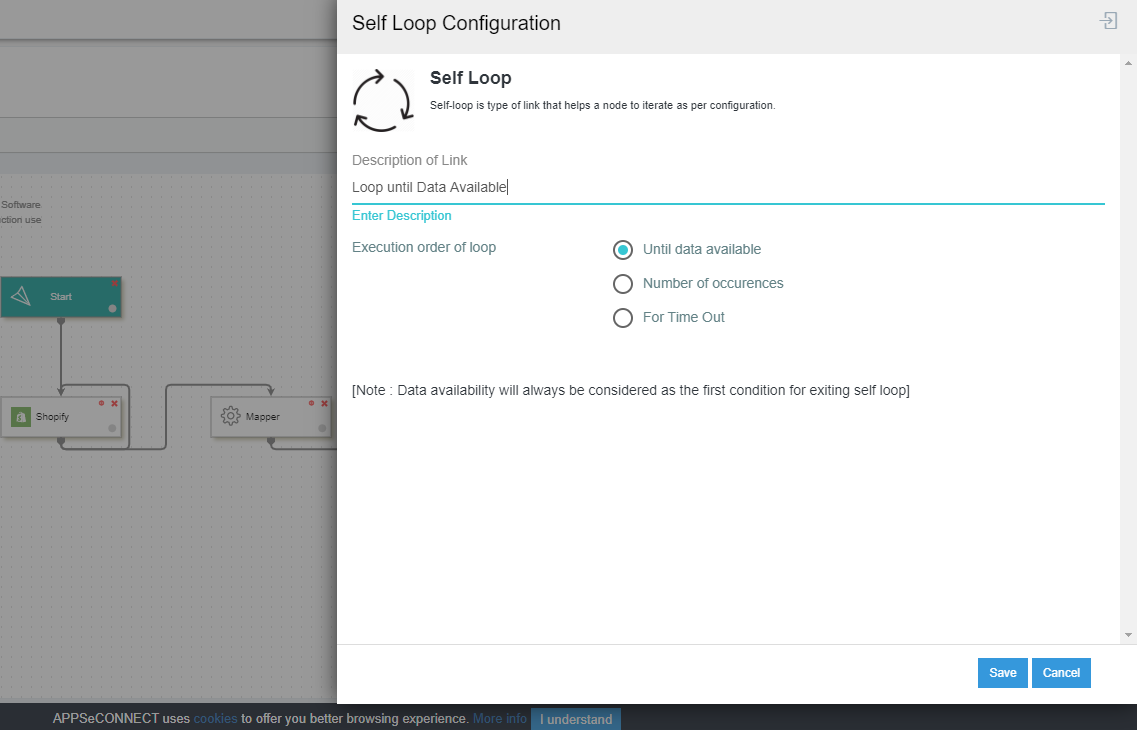 Self Loop Configuration
Self Loop
Self-loop is type of link that helps a node to iterate as per configuration.
Description of Link
Loop until Data Available
Enter Description
Execution order of loop
Until data available
Number of occurences
For Time Out
[Note : Data availability will always be considered as the first condition for exiting self loop]
Save
Cancel
Software
ction use
Start
Shopify
Mapper
APPSeCONNECT uses cookies to offer you better browsing experience. More info
I understand